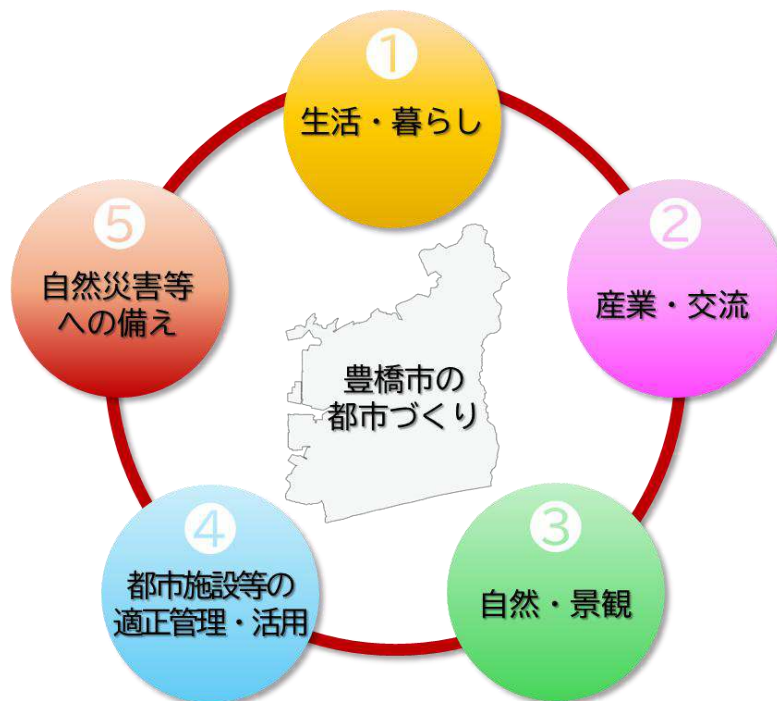 1
生活・暮らし
2
産業・交流
3
自然・景観
4
都市施設等の
適正管理・活用
5
自然災害等
への備え
豊橋市の
都市づくり